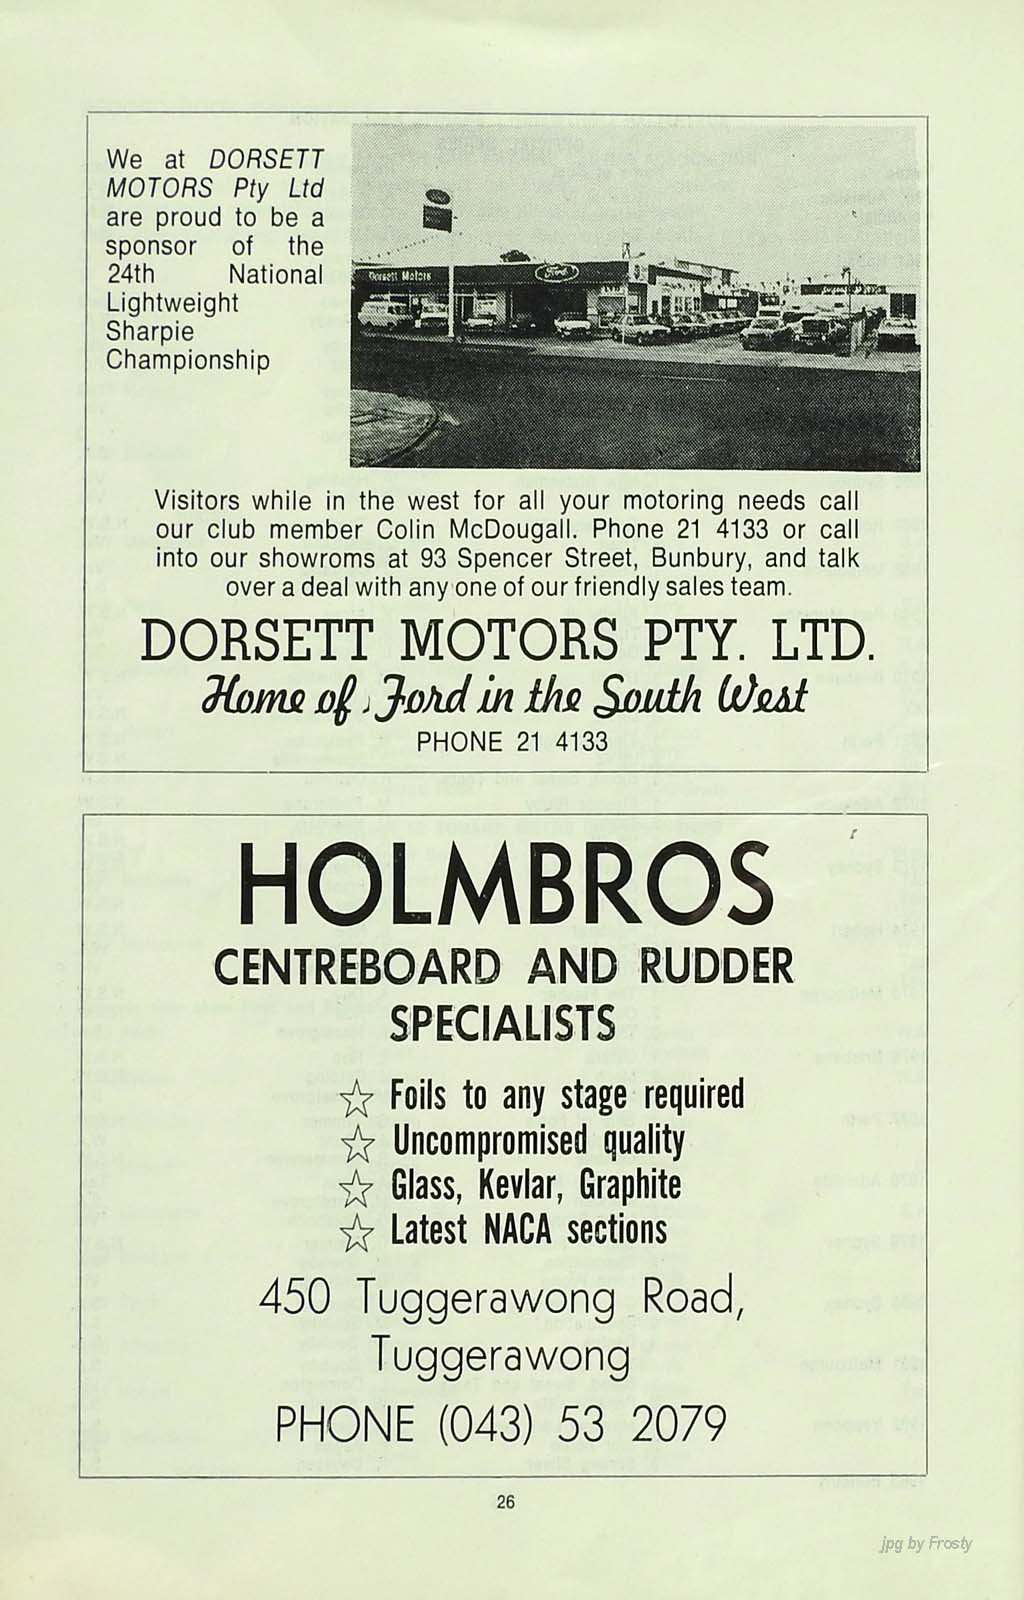 We at DORSETT
MOTORS Pty Ltd
are proud to be a
sponsor of the
24th National
Lightweight
Sharpie
Championship
Dorsett Motors
Ford
Visitors while in the west for all your motoring needs call
our club member Colin McDougall. Phone 21 4133 or call
into our showroms at 93 Spencer Street, Bunbury, and talk
over a deal with any one of our friendly sales team.
DORSETT MOTORS PTY. LTD.
Home of Ford in the South West
PHONE 21 4133
HOLMBROS
CENTREBOARD AND RUDDER
SPECIALISTS
☆ Foils to any stage required
☆ Uncompromised quality
☆ Glass, Kevlar, Graphite
☆ Latest NACA sections
450 Tuggerawong Road,
Tuggerawong
PHONE (043) 53 2079
26
jpg by Frosty